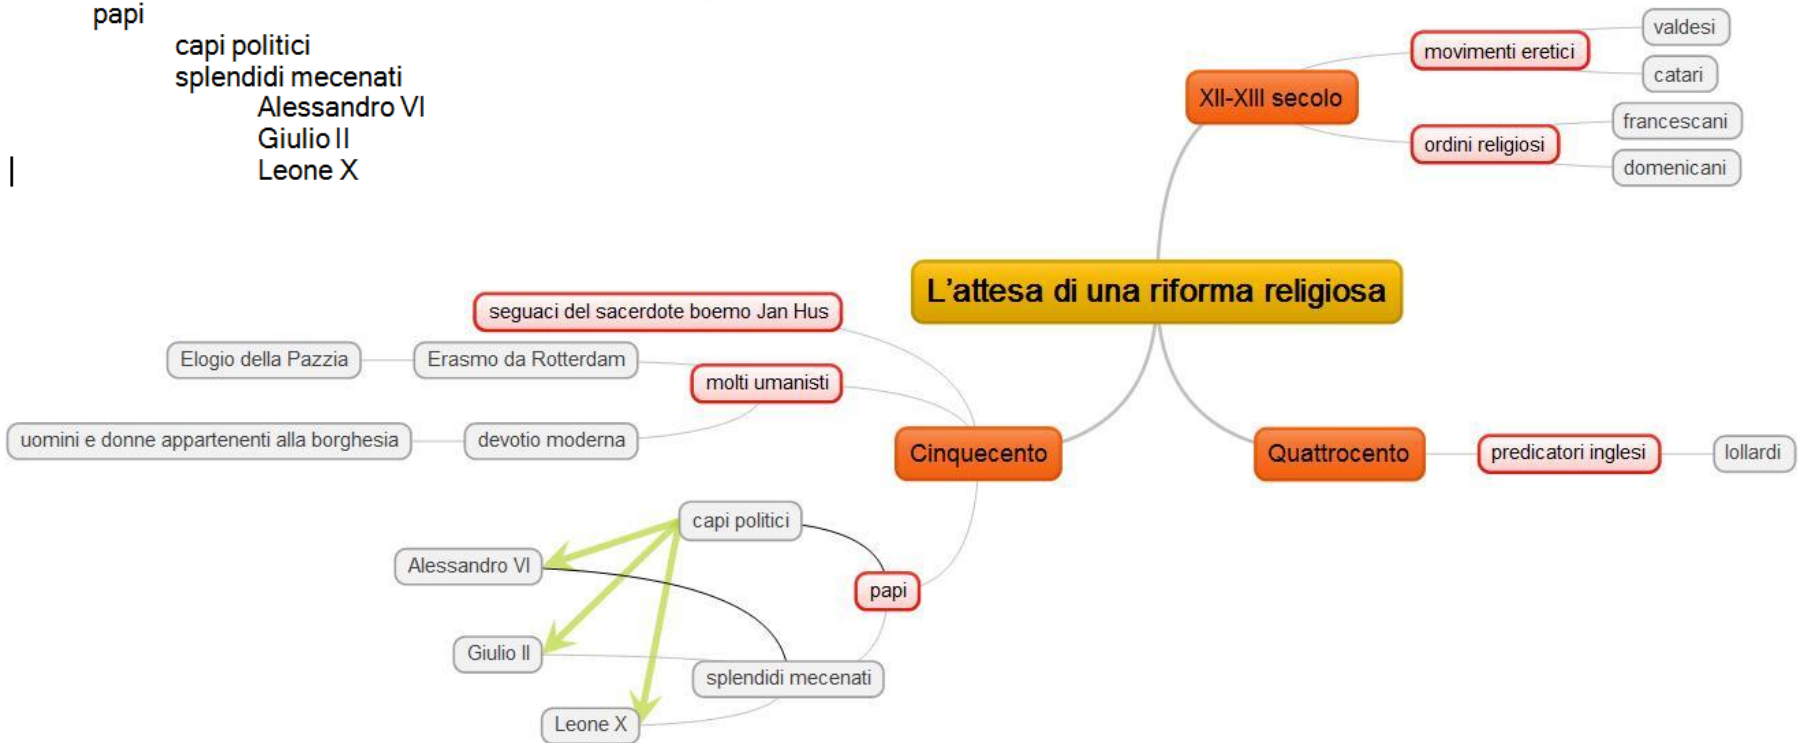 papi
capi politici
splendidi mecenati
Alessandro VI
Giulio II
Leone X
L'attesa di una riforma religiosa
XII-XIII secolo
movimenti eretici
valdesi
catari
ordini religiosi
francescani
domenicani
Quattrocento
predicatori inglesi
lollardi
Cinquecento
seguaci del sacerdote boemo Jan Hus
molti umanisti
Erasmo da Rotterdam
Elogio della Pazzia
devotio moderna
uomini e donne appartenenti alla borghesia
papi
capi politici
splendidi mecenati
Alessandro VI
Giulio II
Leone X